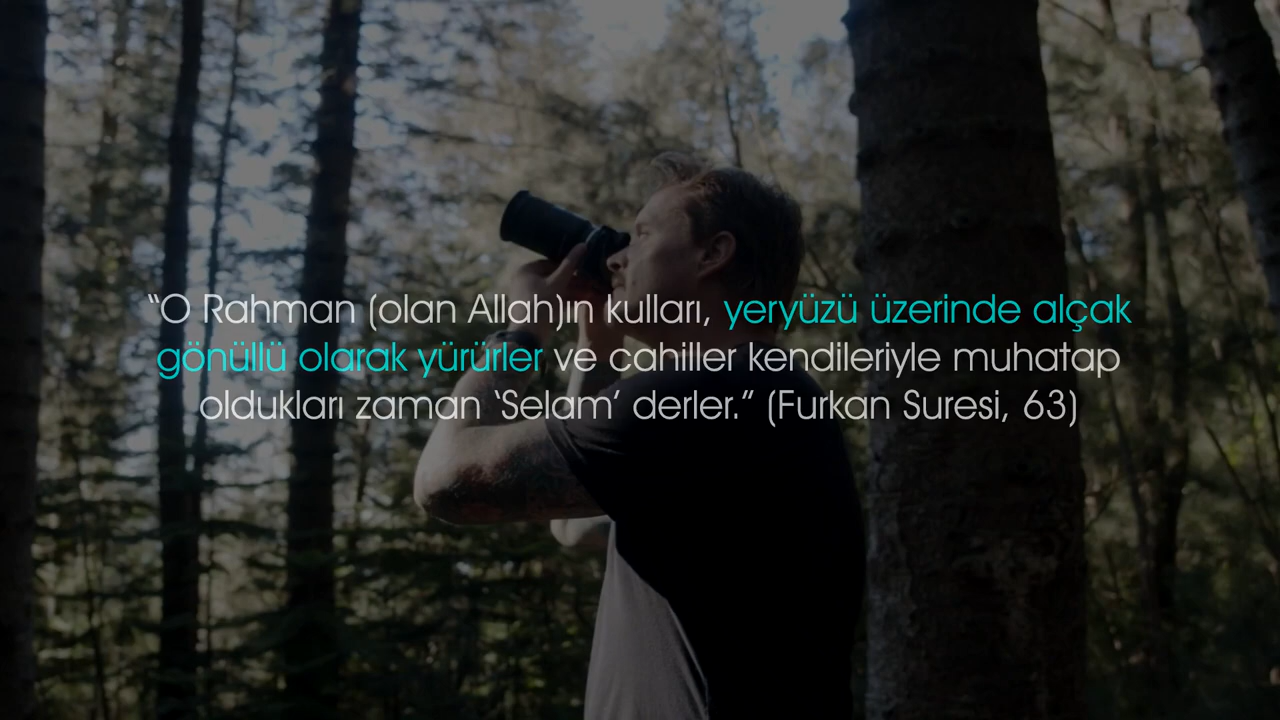 “O Rahman (olan Allah)ın kulları, yeryüzü üzerinde alçak
gönüllü olarak yürürler ve cahiller kendileriyle muhatap
oldukları zaman ‘Selam’ derler.” (Furkan Suresi, 63)